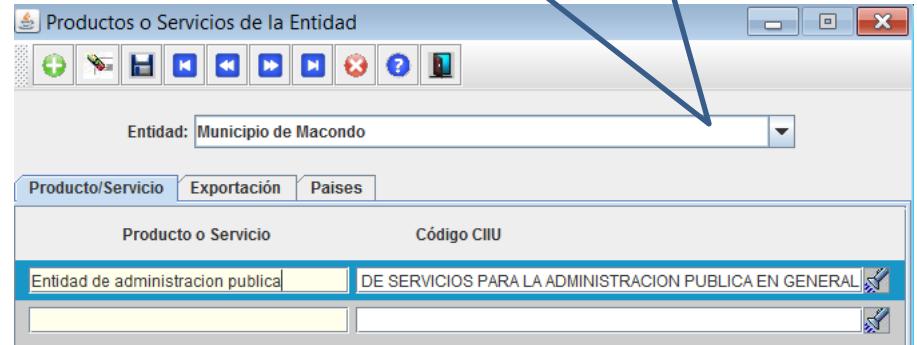 Productos o Servicios de la Entidad
Entidad: Municipio de Macondo
Producto/Servicio Exportación Paises
Producto o Servicio Código CIIU
Entidad de administracion publica DE SERVICIOS PARA LA ADMINISTRACION PUBLICA EN GENERAL